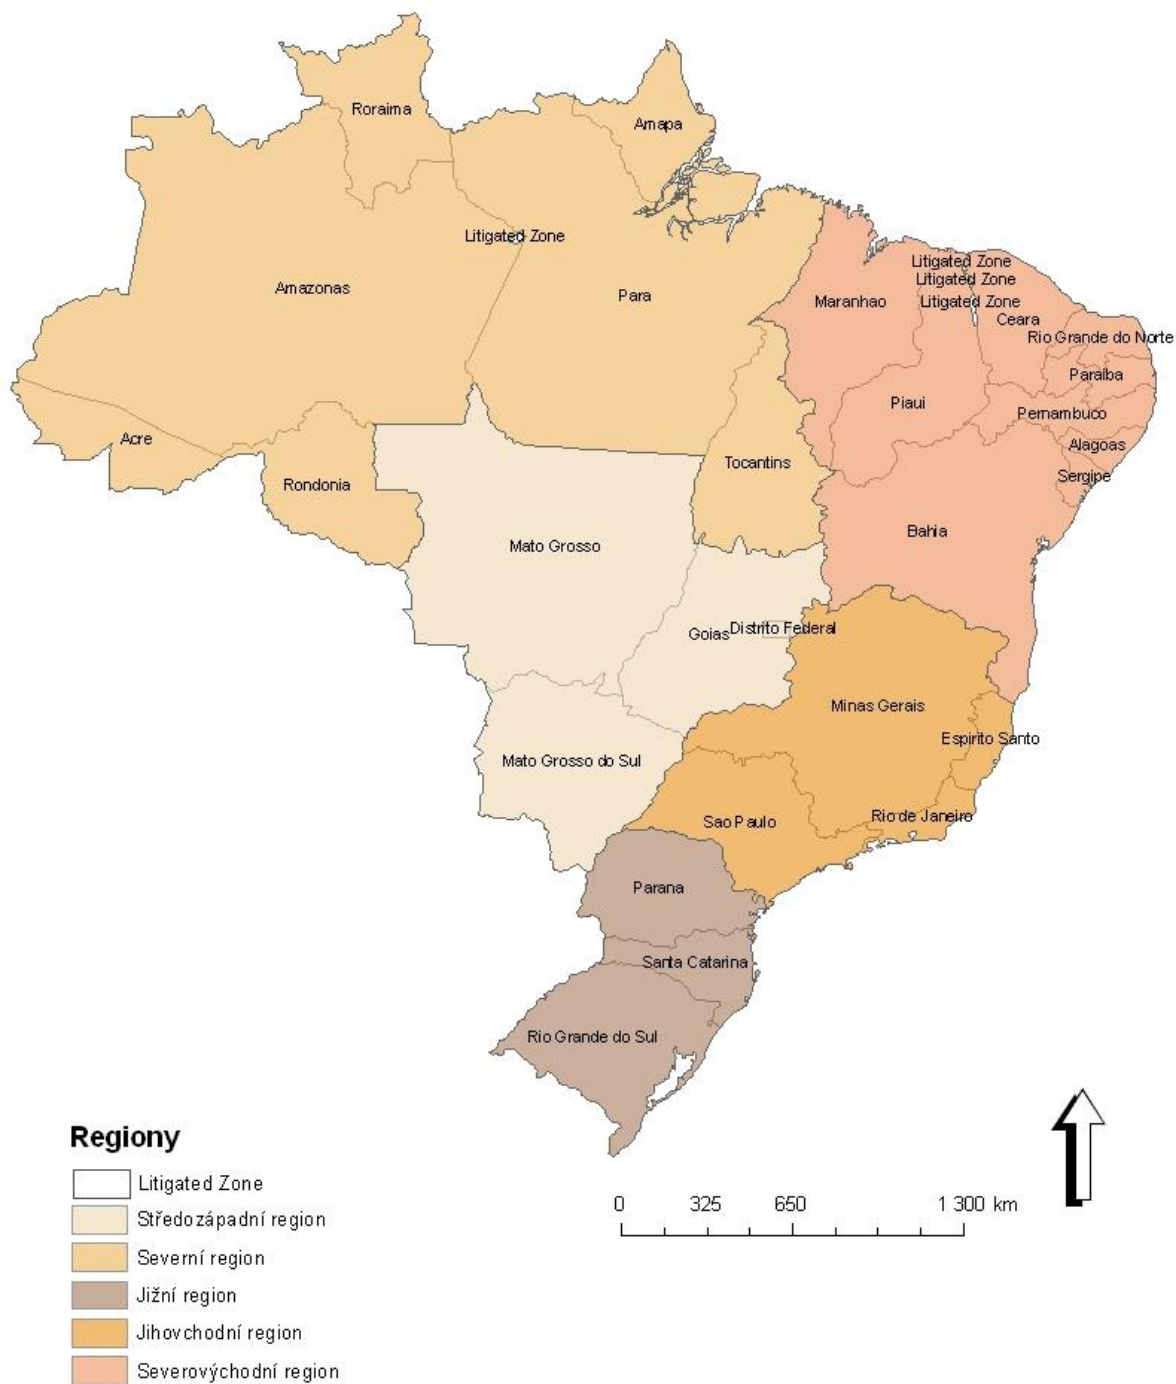 Roraima
Amapa
Litigated Zone
Amazonas
Para
Litigated Zone
Litigated Zone
Maranhao
Litigated Zone
Ceara
Rio Grande do Norte
Paraiba
Piaui
Pernambuco
Acre
Alagoas
Tocantins
Sergipe
Rondonia
Bahia
Mato Grosso
Goias
Distrito Federal
Minas Gerais
Espirito Santo
Mato Grosso do Sul
Rio de Janeiro
Sao Paulo
Parana
Santa Catarina
Rio Grande do Sul
Regiony
Litigated Zone
Středozápadní region
Severní region
Jižní region
Jihovchodní region
Severovýchodní region
0 325 650 1 300 km